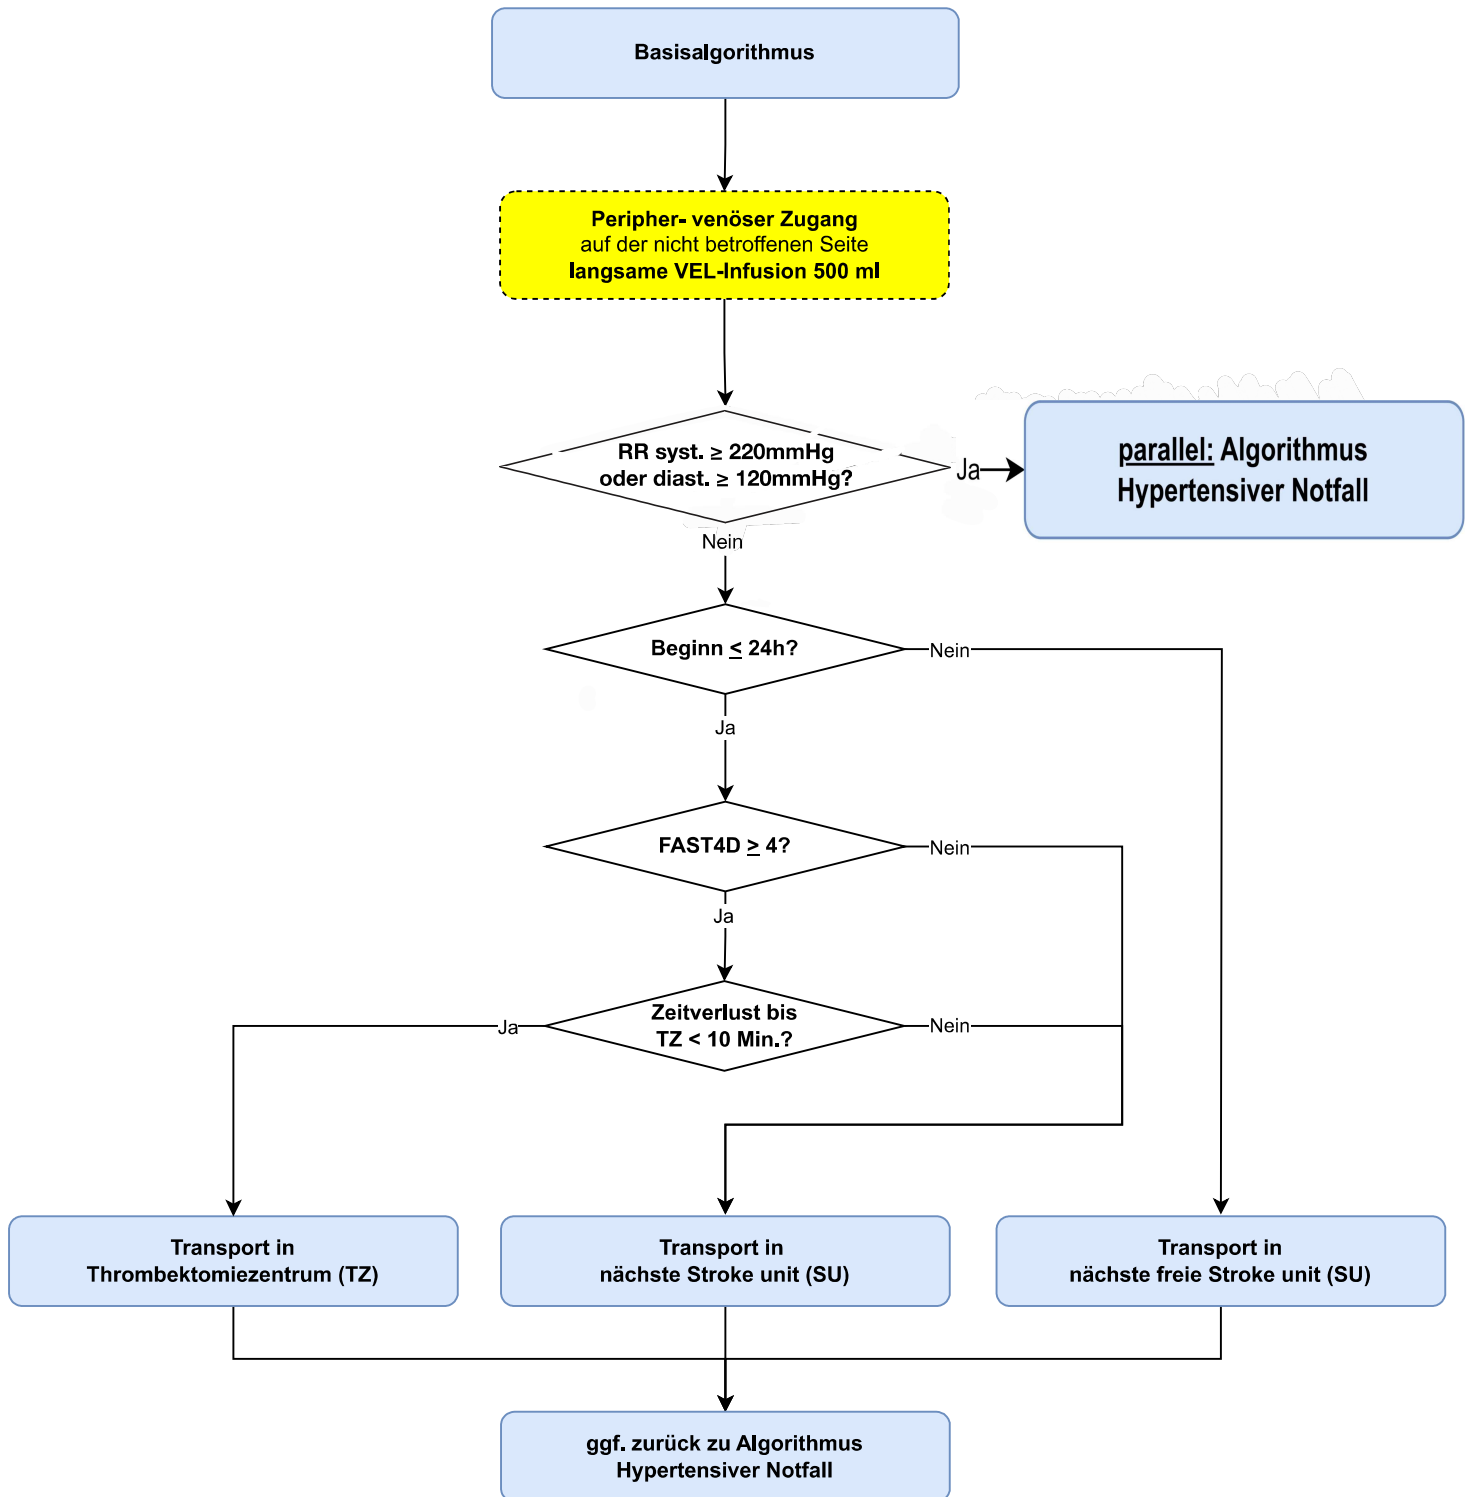 Basisalgorithmus
Peripher- venöser Zugang
auf der nicht betroffenen Seite
langsame VEL-Infusion 500 ml
RR syst. ≥ 220mmHg
oder diast. ≥ 120mmHg?
Ja
parallel: Algorithmus
Hypertensiver Notfall
Nein
Beginn ≤ 24h?
Nein
Ja
FAST4D ≥ 4?
Nein
Ja
Zeitverlust bis
TZ < 10 Min.?
Ja
Nein
Transport in
Thrombektomiezentrum (TZ)
Transport in
nächste Stroke unit (SU)
Transport in
nächste freie Stroke unit (SU)
ggf. zurück zu Algorithmus
Hypertensiver Notfall